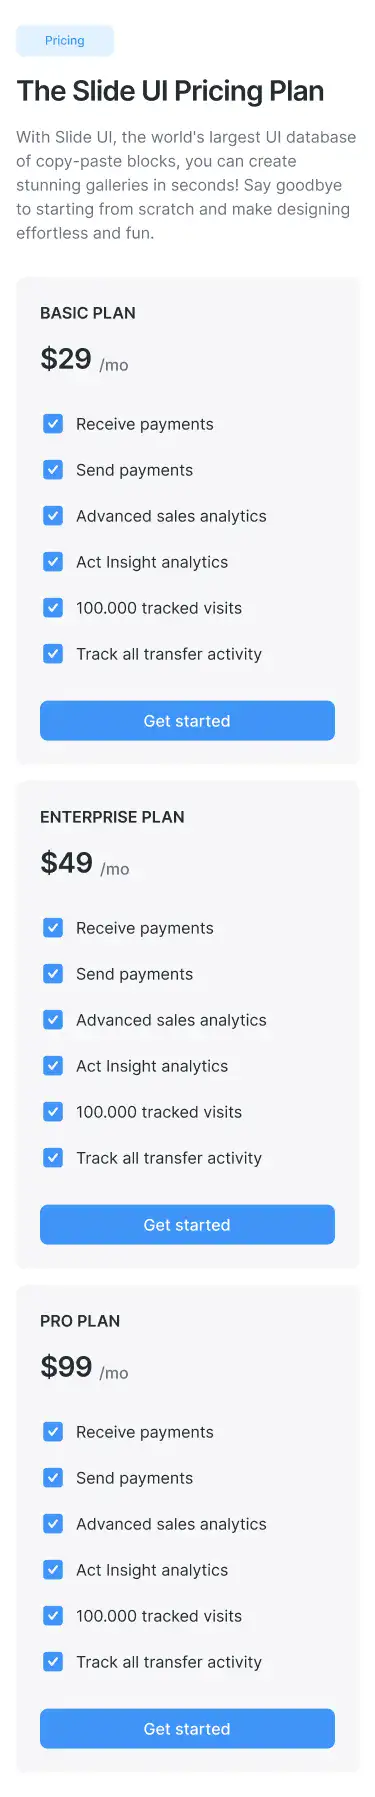 Pricing
The Slide UI Pricing Plan
With Slide UI, the world's largest UI database
of copy-paste blocks, you can create
stunning galleries in seconds! Say goodbye
to starting from scratch and make designing
effortless and fun.
BASIC PLAN
$29 /mo
Receive payments
Send payments
Advanced sales analytics
Act Insight analytics
100.000 tracked visits
Track all transfer activity
Get started
ENTERPRISE PLAN
$49 /mo
Receive payments
Send payments
Advanced sales analytics
Act Insight analytics
100.000 tracked visits
Track all transfer activity
Get started
PRO PLAN
$99 /mo
Receive payments
Send payments
Advanced sales analytics
Act Insight analytics
100.000 tracked visits
Track all transfer activity
Get started